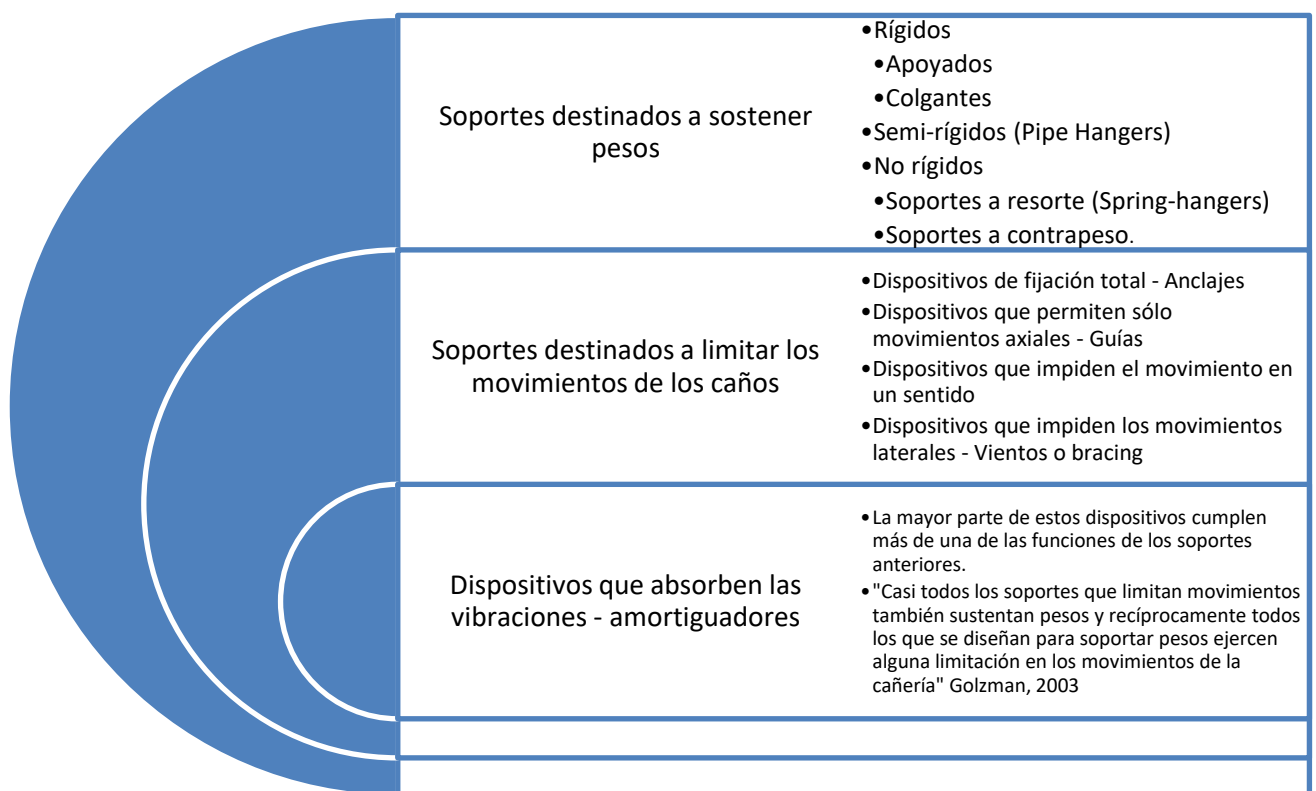 Soportes destinados a sostener
pesos
•Rígidos
•Apoyados
•Colgantes
•Semi-rígidos (Pipe Hangers)
•No rígidos
•Soportes a resorte (Spring-hangers)
•Soportes a contrapeso.
Soportes destinados a limitar los
movimientos de los caños
•Dispositivos de fijación total - Anclajes
•Dispositivos que permiten sólo
movimientos axiales - Guías
•Dispositivos que impiden el movimiento en
un sentido
•Dispositivos que impiden los movimientos
laterales - Vientos o bracing
Dispositivos que absorben las
vibraciones - amortiguadores
•La mayor parte de estos dispositivos cumplen
más de una de las funciones de los soportes
anteriores.
•"Casi todos los soportes que limitan movimientos
también sustentan pesos y recíprocamente todos
los que se diseñan para soportar pesos ejercen
alguna limitación en los movimientos de la
cañería" Golzman, 2003